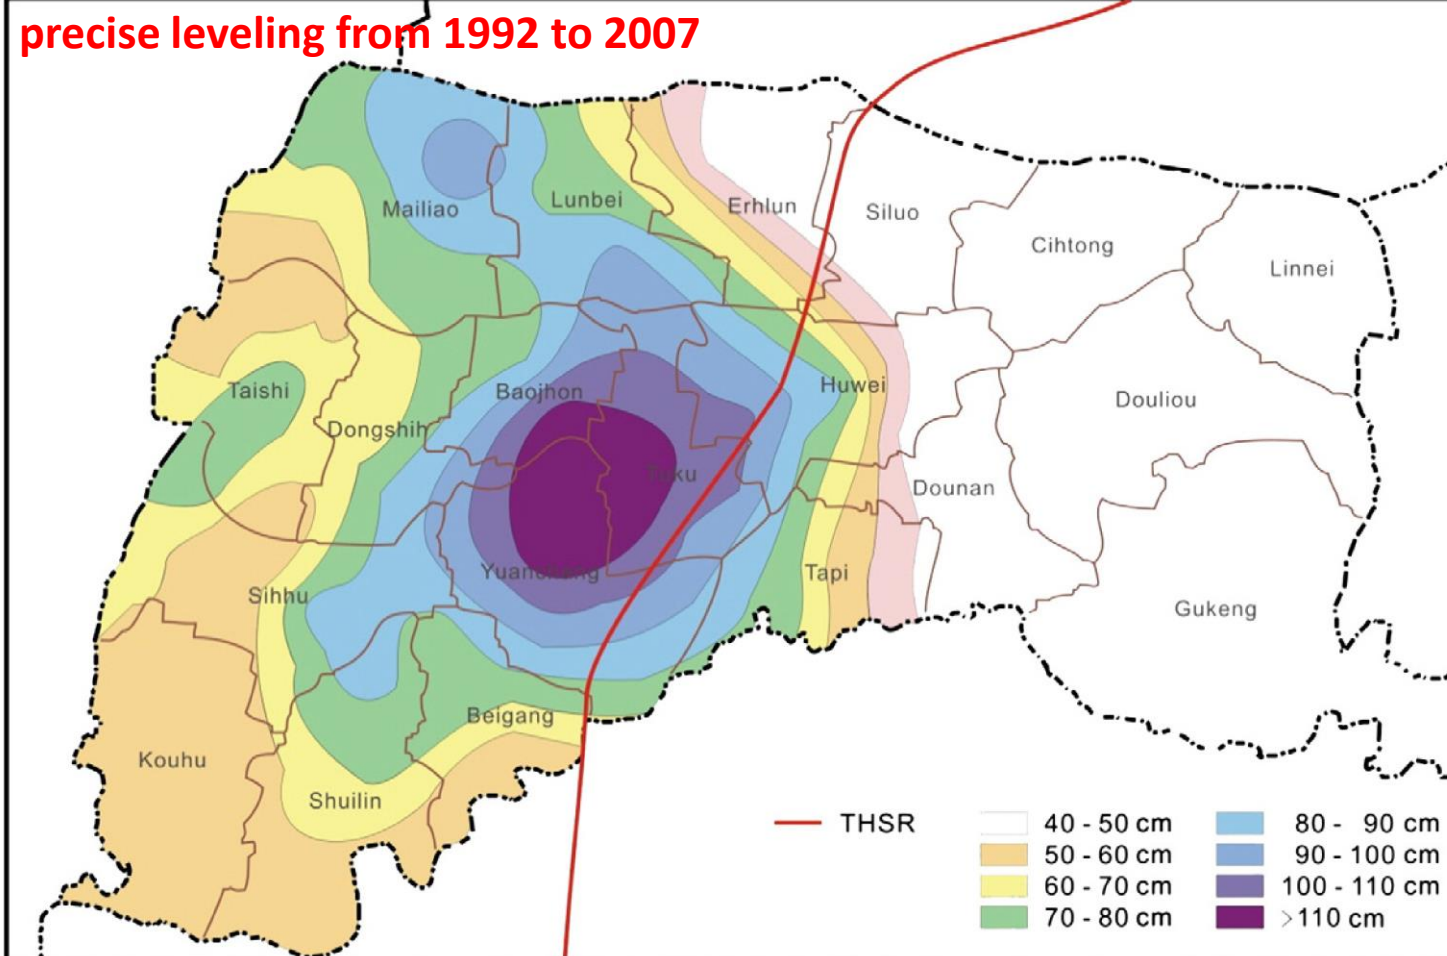 precise leveling from 1992 to 2007
Mailiao
Lunbei
Erhlun
Siluo
Cihtong
Linnei
Taishi
Dongshih
Baojhon
Huwei
Douliou
Tuku
Dounan
Sihhu
Yuanchang
Tapi
Gukeng
Kouhu
Beigang
Shuilin
THSR
40 - 50 cm
50 - 60 cm
60 - 70 cm
70 - 80 cm
80 - 90 cm
90 - 100 cm
100 - 110 cm
>110 cm